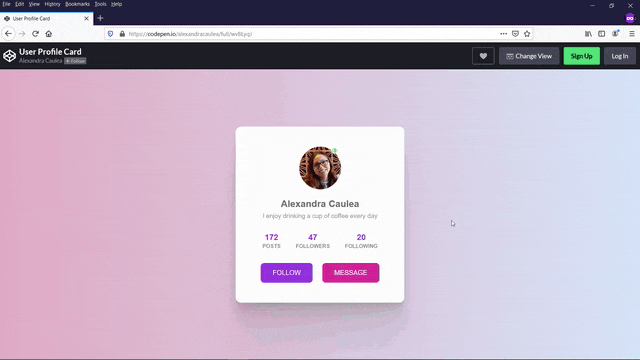 File Edit View History Bookmarks Tools Help
User Profile Card
https://codepen.io/alexandracaulea/full/
User Profile Card
Alexandra Caulea + Follow
Change View
Sign Up
Log In
Alexandra Caulea
I enjoy drinking a cup of coffee every day
172 47 20
POSTS FOLLOWERS FOLLOWING
FOLLOW MESSAGE